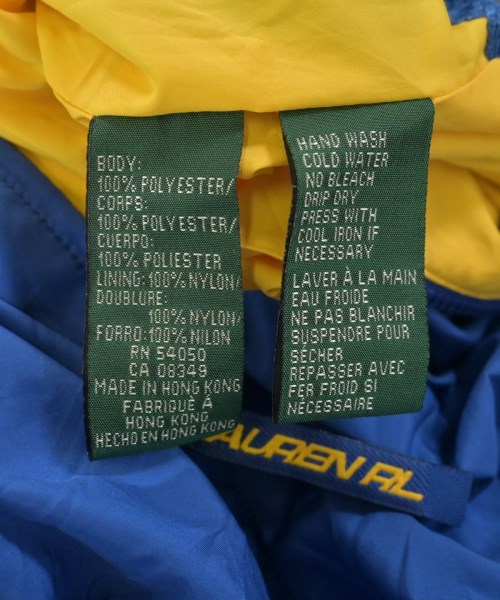 BODY:
100% POLYESTER/
CORPS:
100% POLYESTER/
CUERPO:
100% POLIESTER
LINING: 100% NYLON/
DOUBLURE:
100% NYLON/
FORRO: 100% NILON
RN 54050
CA 08349
MADE IN HONG KONG
FABRIQUÉ À
HONG KONG
HECHO EN HONG KONG
HAND WASH
COLD WATER
NO BLEACH
DRIP DRY
PRESS WITH
COOL IRON IF
NECESSARY
LAVER À LA MAIN
EAU FROIDE
NE PAS BLANCHIR
SUSPENDRE POUR
SÉCHER
REPASSER AVEC
FER FROID SI
NÉCESSAIRE
AUREN RL